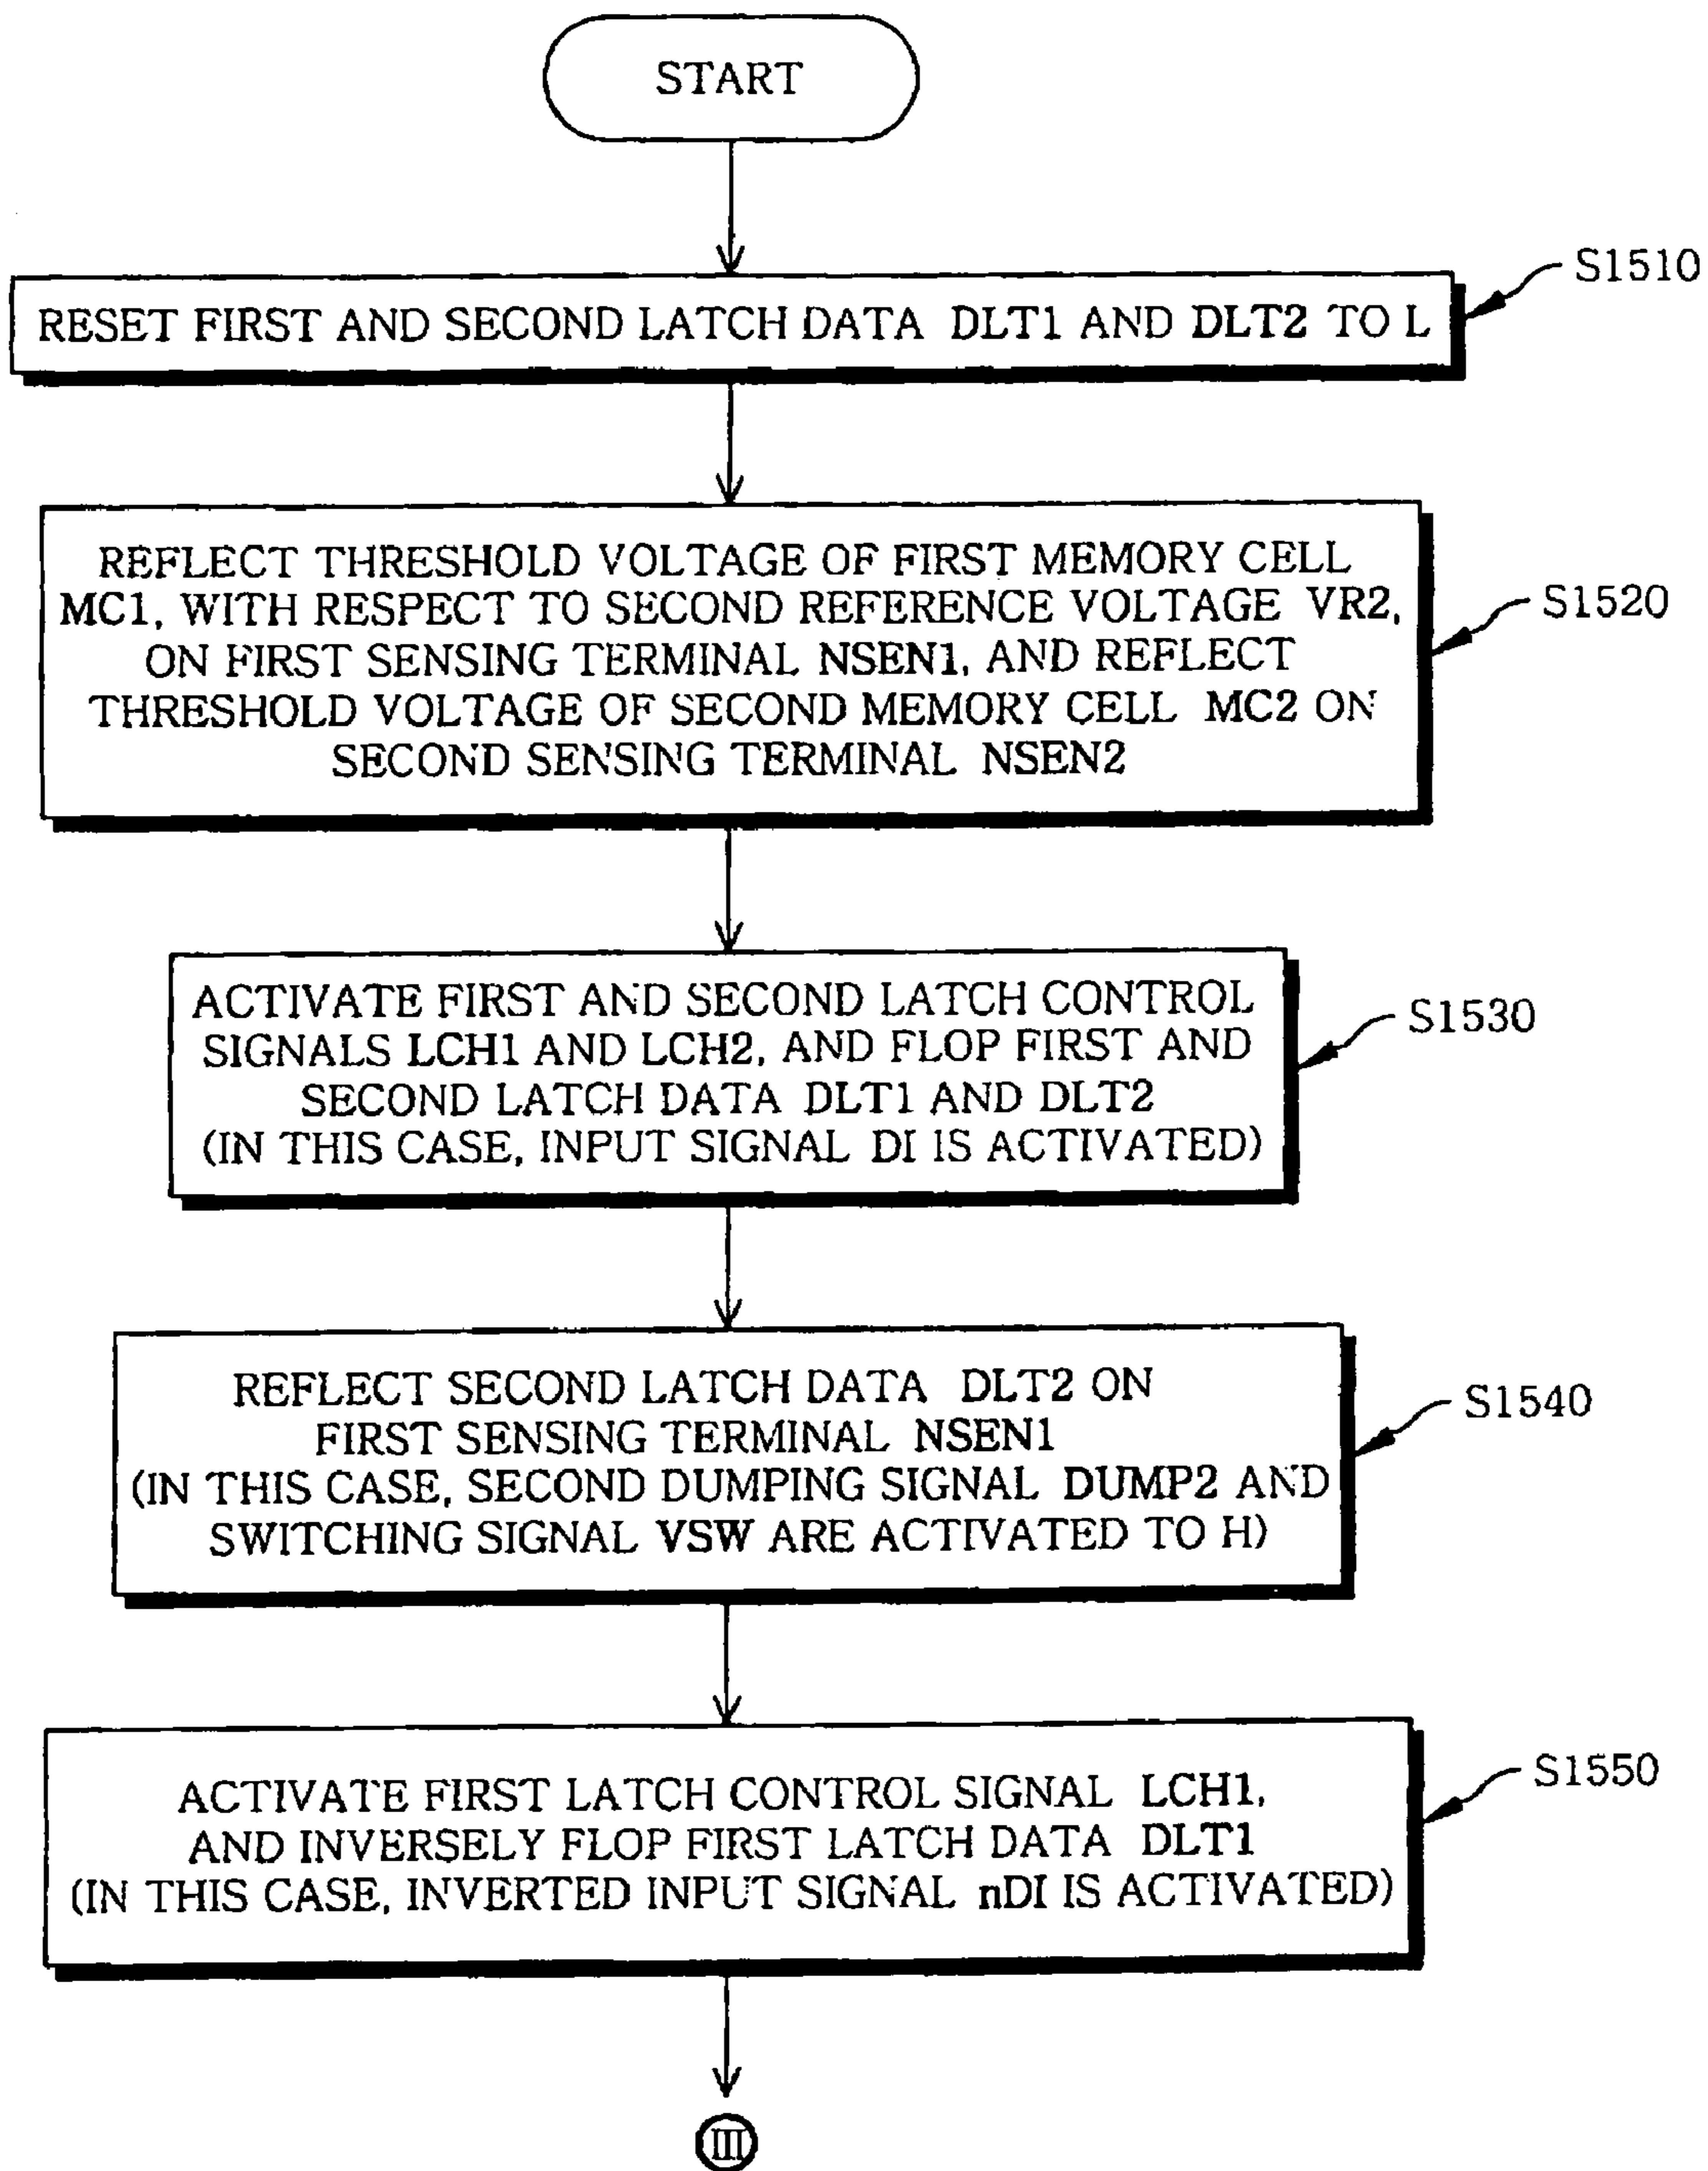 START
S1510
RESET FIRST AND SECOND LATCH DATA DLT1 AND DLT2 TO L
REFLECT THRESHOLD VOLTAGE OF FIRST MEMORY CELL
MC1, WITH RESPECT TO SECOND REFERENCE VOLTAGE VR2,
ON FIRST SENSING TERMINAL NSEN1, AND REFLECT
THRESHOLD VOLTAGE OF SECOND MEMORY CELL MC2 ON
SECOND SENSING TERMINAL NSEN2
S1520
ACTIVATE FIRST AND SECOND LATCH CONTROL
SIGNALS LCH1 AND LCH2, AND FLOP FIRST AND
SECOND LATCH DATA DLT1 AND DLT2
(IN THIS CASE, INPUT SIGNAL DI IS ACTIVATED)
S1530
REFLECT SECOND LATCH DATA DLT2 ON
FIRST SENSING TERMINAL NSEN1
(IN THIS CASE, SECOND DUMPING SIGNAL DUMP2 AND
SWITCHING SIGNAL VSW ARE ACTIVATED TO H)
S1540
ACTIVATE FIRST LATCH CONTROL SIGNAL LCH1,
AND INVERSELY FLOP FIRST LATCH DATA DLT1
(IN THIS CASE, INVERTED INPUT SIGNAL nDI IS ACTIVATED)
S1550
III